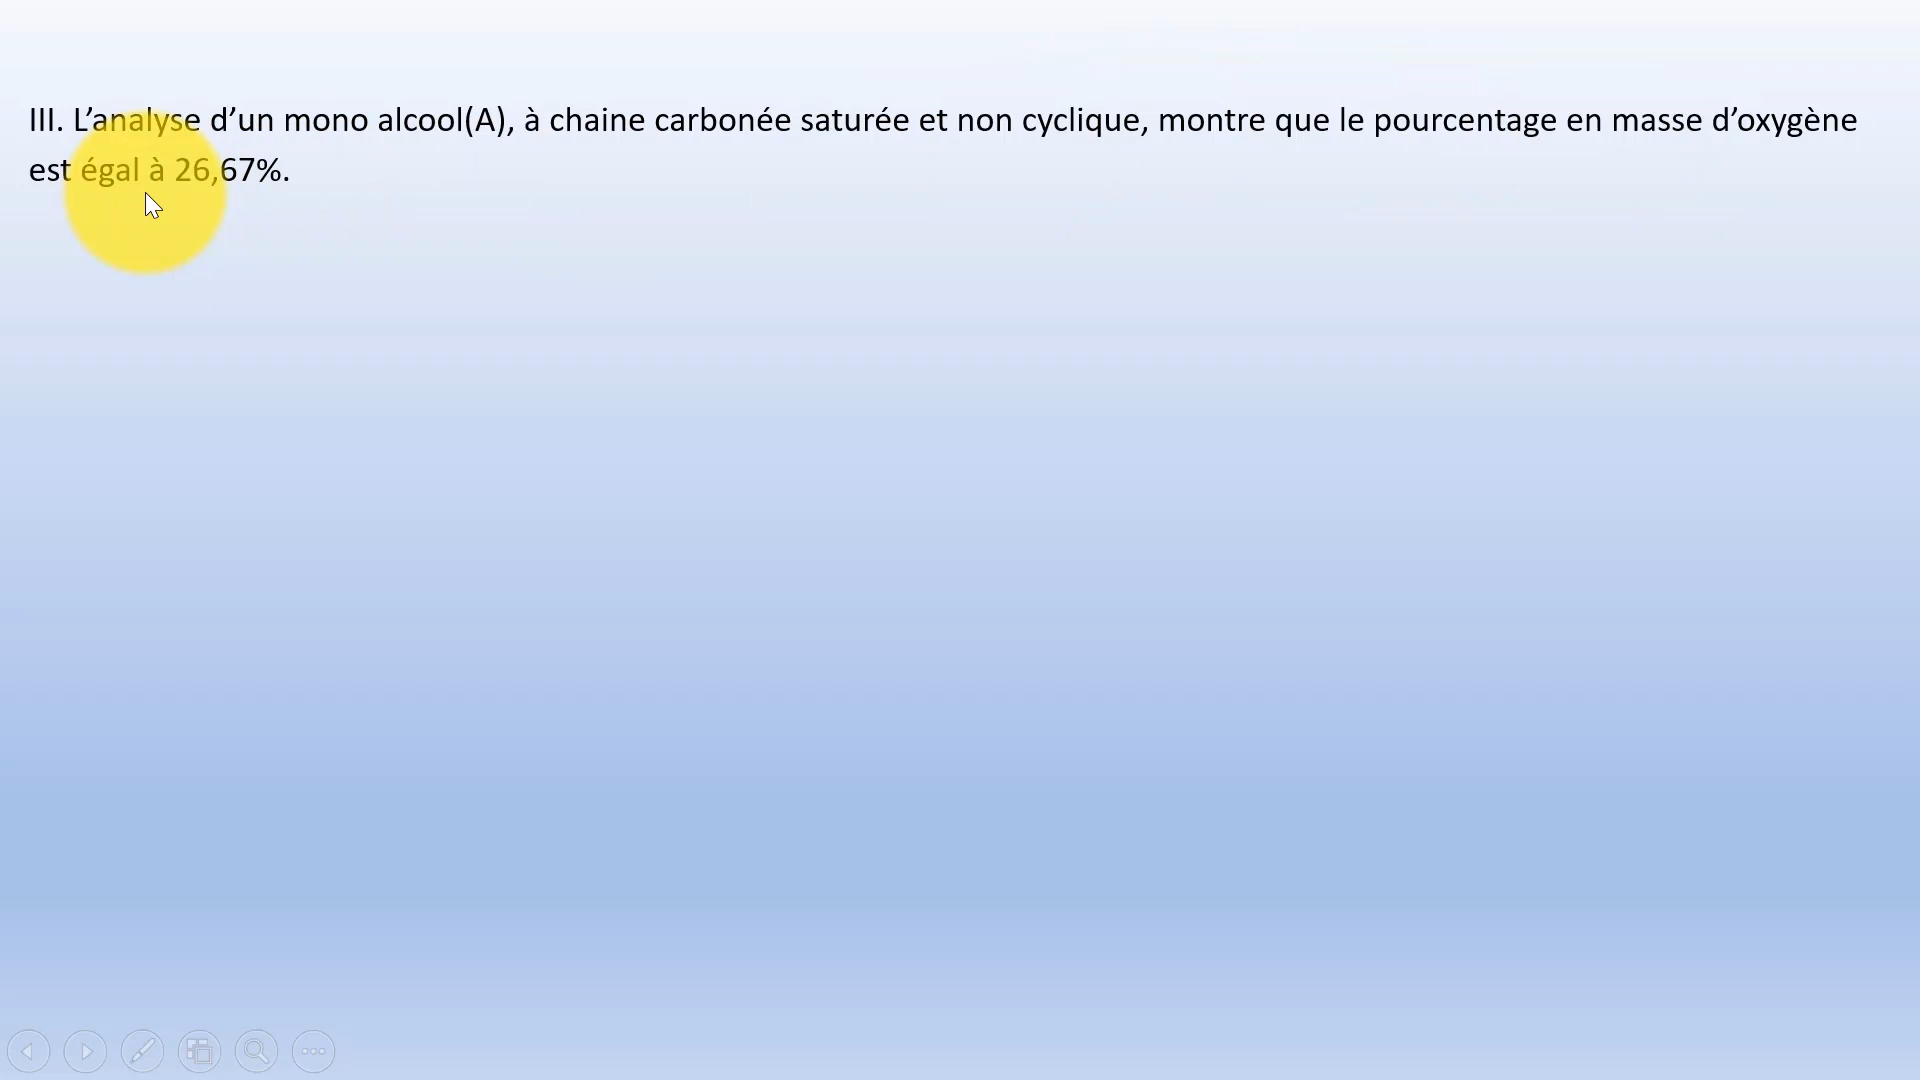 III. L’analyse d’un mono alcool(A), à chaine carbonée saturée et non cyclique, montre que le pourcentage en masse d’oxygène
est égal à 26,67%.